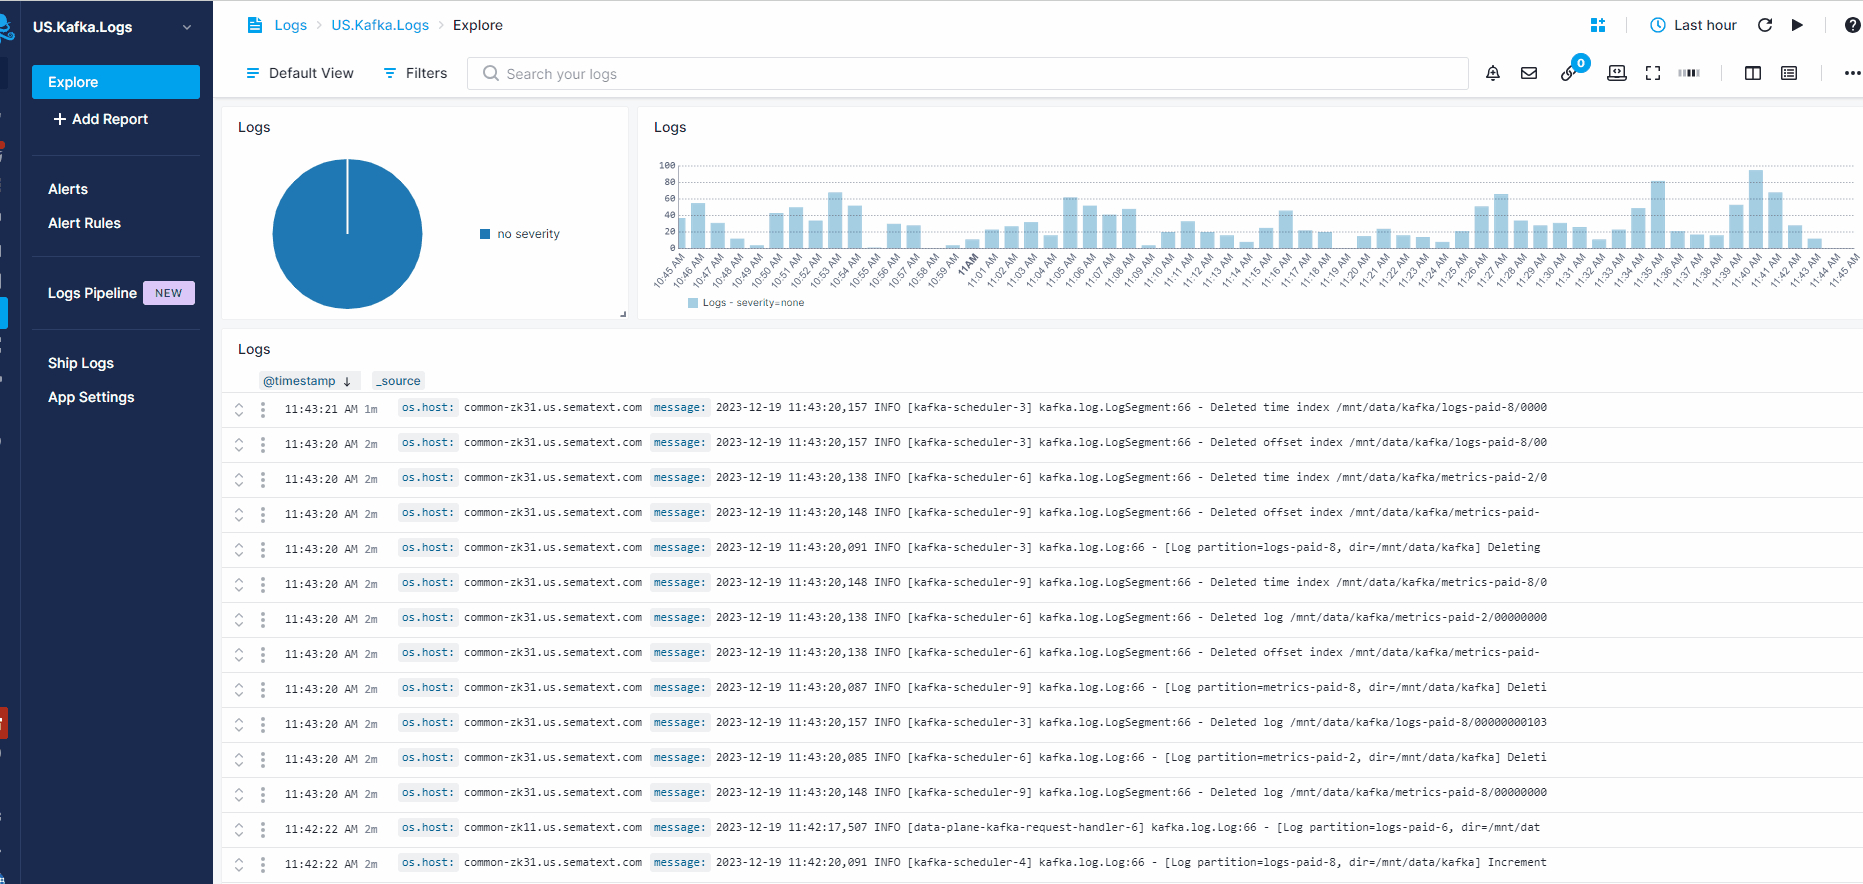 US.Kafka.Logs
Explore
+ Add Report
Alerts
Alert Rules
Logs Pipeline NEW
Ship Logs
App Settings
Logs > US.Kafka.Logs > Explore
Last hour
Default View Filters Search your logs 0
Logs
no severity
Logs
100
80
60
40
20
0
10:45 AM 10:46 AM 10:47 AM 10:48 AM 10:49 AM 10:50 AM 10:51 AM 10:52 AM 10:53 AM 10:54 AM 10:55 AM 10:56 AM 10:57 AM 10:58 AM 10:59 AM 11AM 11:01 AM 11:02 AM 11:03 AM 11:04 AM 11:05 AM 11:06 AM 11:07 AM 11:08 AM 11:09 AM 11:10 AM 11:11 AM 11:12 AM 11:13 AM 11:14 AM 11:15 AM 11:16 AM 11:17 AM 11:18 AM 11:19 AM 11:20 AM 11:21 AM 11:22 AM 11:23 AM 11:24 AM 11:25 AM 11:26 AM 11:27 AM 11:28 AM 11:29 AM 11:30 AM 11:31 AM 11:32 AM 11:33 AM 11:34 AM 11:35 AM 11:36 AM 11:37 AM 11:38 AM 11:39 AM 11:40 AM 11:41 AM 11:42 AM 11:43 AM 11:44 AM 11:45 AM
Logs - severity=none
Logs
@timestamp ↓ _source
11:43:21 AM 1m os.host: common-zk31.us.sematext.com message: 2023-12-19 11:43:20,157 INFO [kafka-scheduler-3] kafka.log.LogSegment:66 - Deleted time index /mnt/data/kafka/logs-paid-8/0000
11:43:20 AM 2m os.host: common-zk31.us.sematext.com message: 2023-12-19 11:43:20,157 INFO [kafka-scheduler-3] kafka.log.LogSegment:66 - Deleted offset index /mnt/data/kafka/logs-paid-8/00
11:43:20 AM 2m os.host: common-zk31.us.sematext.com message: 2023-12-19 11:43:20,138 INFO [kafka-scheduler-6] kafka.log.LogSegment:66 - Deleted time index /mnt/data/kafka/metrics-paid-2/0
11:43:20 AM 2m os.host: common-zk31.us.sematext.com message: 2023-12-19 11:43:20,148 INFO [kafka-scheduler-9] kafka.log.LogSegment:66 - Deleted offset index /mnt/data/kafka/metrics-paid-
11:43:20 AM 2m os.host: common-zk31.us.sematext.com message: 2023-12-19 11:43:20,091 INFO [kafka-scheduler-3] kafka.log.Log:66 - [Log partition=logs-paid-8, dir=/mnt/data/kafka] Deleting
11:43:20 AM 2m os.host: common-zk31.us.sematext.com message: 2023-12-19 11:43:20,148 INFO [kafka-scheduler-9] kafka.log.LogSegment:66 - Deleted time index /mnt/data/kafka/metrics-paid-8/0
11:43:20 AM 2m os.host: common-zk31.us.sematext.com message: 2023-12-19 11:43:20,138 INFO [kafka-scheduler-6] kafka.log.LogSegment:66 - Deleted log /mnt/data/kafka/metrics-paid-2/00000000
11:43:20 AM 2m os.host: common-zk31.us.sematext.com message: 2023-12-19 11:43:20,138 INFO [kafka-scheduler-6] kafka.log.LogSegment:66 - Deleted offset index /mnt/data/kafka/metrics-paid-
11:43:20 AM 2m os.host: common-zk31.us.sematext.com message: 2023-12-19 11:43:20,087 INFO [kafka-scheduler-9] kafka.log.Log:66 - [Log partition=metrics-paid-8, dir=/mnt/data/kafka] Deleti
11:43:20 AM 2m os.host: common-zk31.us.sematext.com message: 2023-12-19 11:43:20,157 INFO [kafka-scheduler-3] kafka.log.LogSegment:66 - Deleted log /mnt/data/kafka/logs-paid-8/00000000103
11:43:20 AM 2m os.host: common-zk31.us.sematext.com message: 2023-12-19 11:43:20,085 INFO [kafka-scheduler-6] kafka.log.Log:66 - [Log partition=metrics-paid-2, dir=/mnt/data/kafka] Deleti
11:43:20 AM 2m os.host: common-zk31.us.sematext.com message: 2023-12-19 11:43:20,148 INFO [kafka-scheduler-9] kafka.log.LogSegment:66 - Deleted log /mnt/data/kafka/metrics-paid-8/00000000
11:42:22 AM 2m os.host: common-zk11.us.sematext.com message: 2023-12-19 11:42:17,507 INFO [data-plane-kafka-request-handler-6] kafka.log.Log:66 - [Log partition=logs-paid-6, dir=/mnt/dat
11:42:22 AM 2m os.host: common-zk31.us.sematext.com message: 2023-12-19 11:42:20,091 INFO [kafka-scheduler-4] kafka.log.Log:66 - [Log partition=logs-paid-8, dir=/mnt/data/kafka] Increment